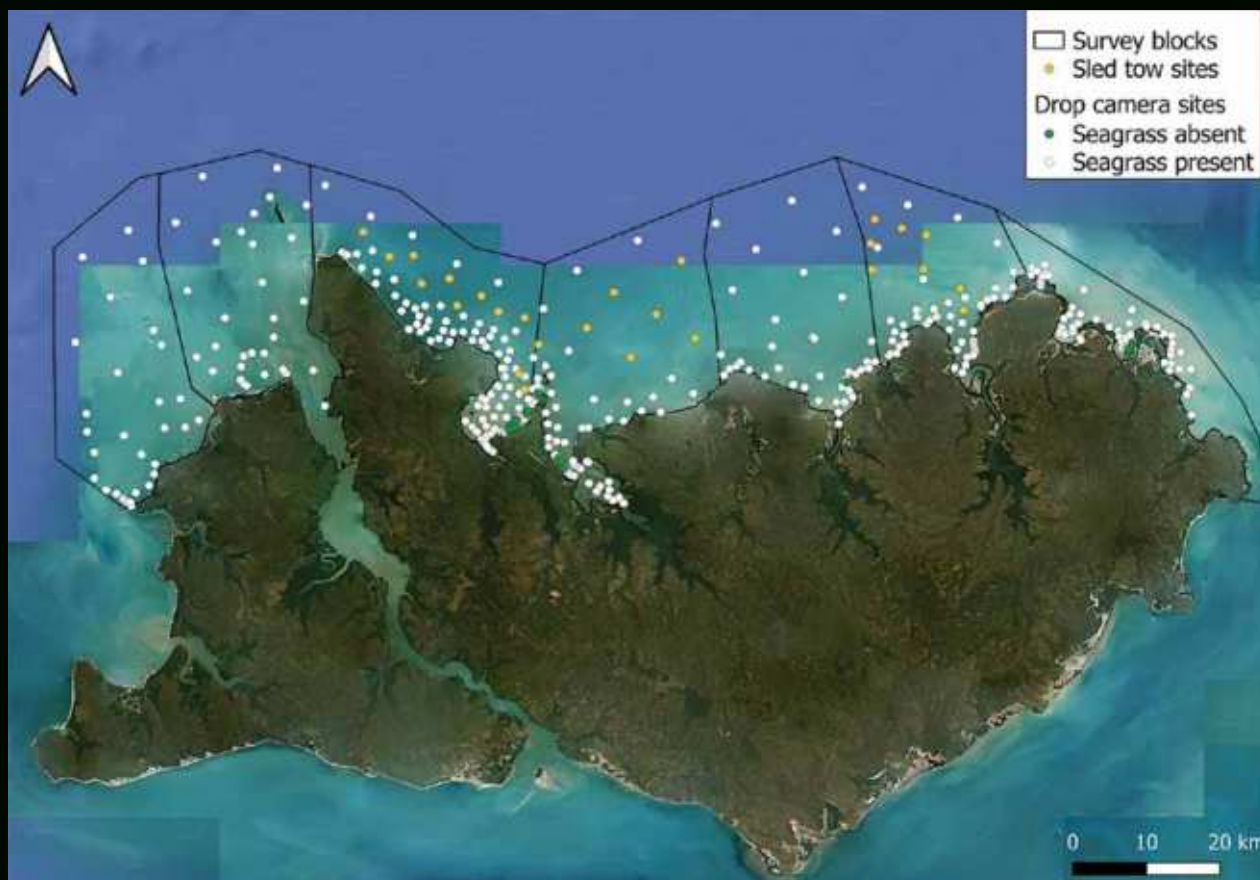 Survey blocks
Sled tow sites
Drop camera sites
Seagrass absent
Seagrass present
0 10 20 km